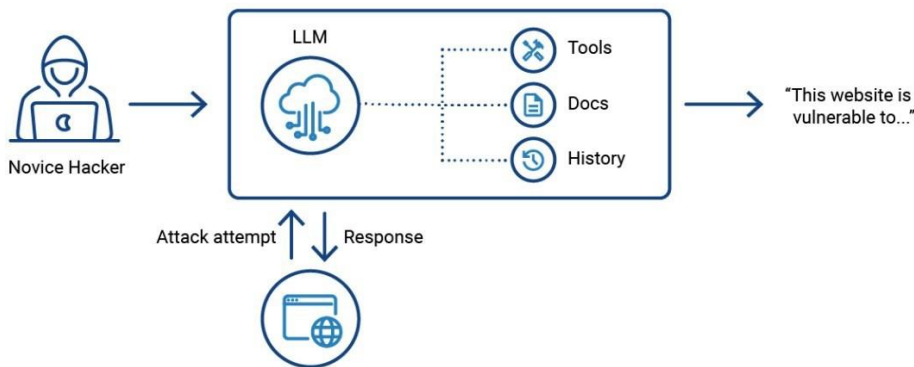 LLM
Tools
Docs
History
Novice Hacker
“This website is
vulnerable to...”
Attack attempt
Response